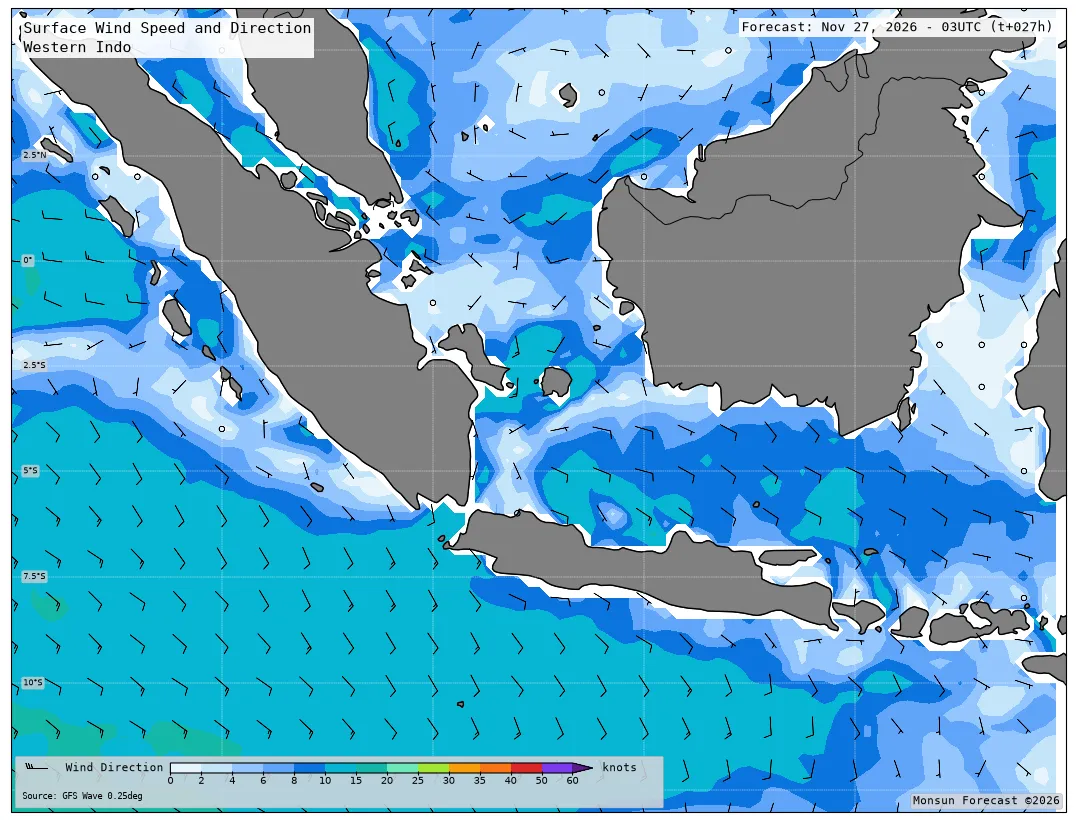 Surface Wind Speed and Direction
Western Indo
Forecast: Nov 27, 2026 - 03UTC (t+027h)
2.5°N
0°
2.5°S
5°S
7.5°S
10°S
Wind Direction
0 2 4 6 8 10 15 20 25 30 35 40 50 60
knots
Source: GFS Wave 0.25deg
Monsun Forecast ©2026